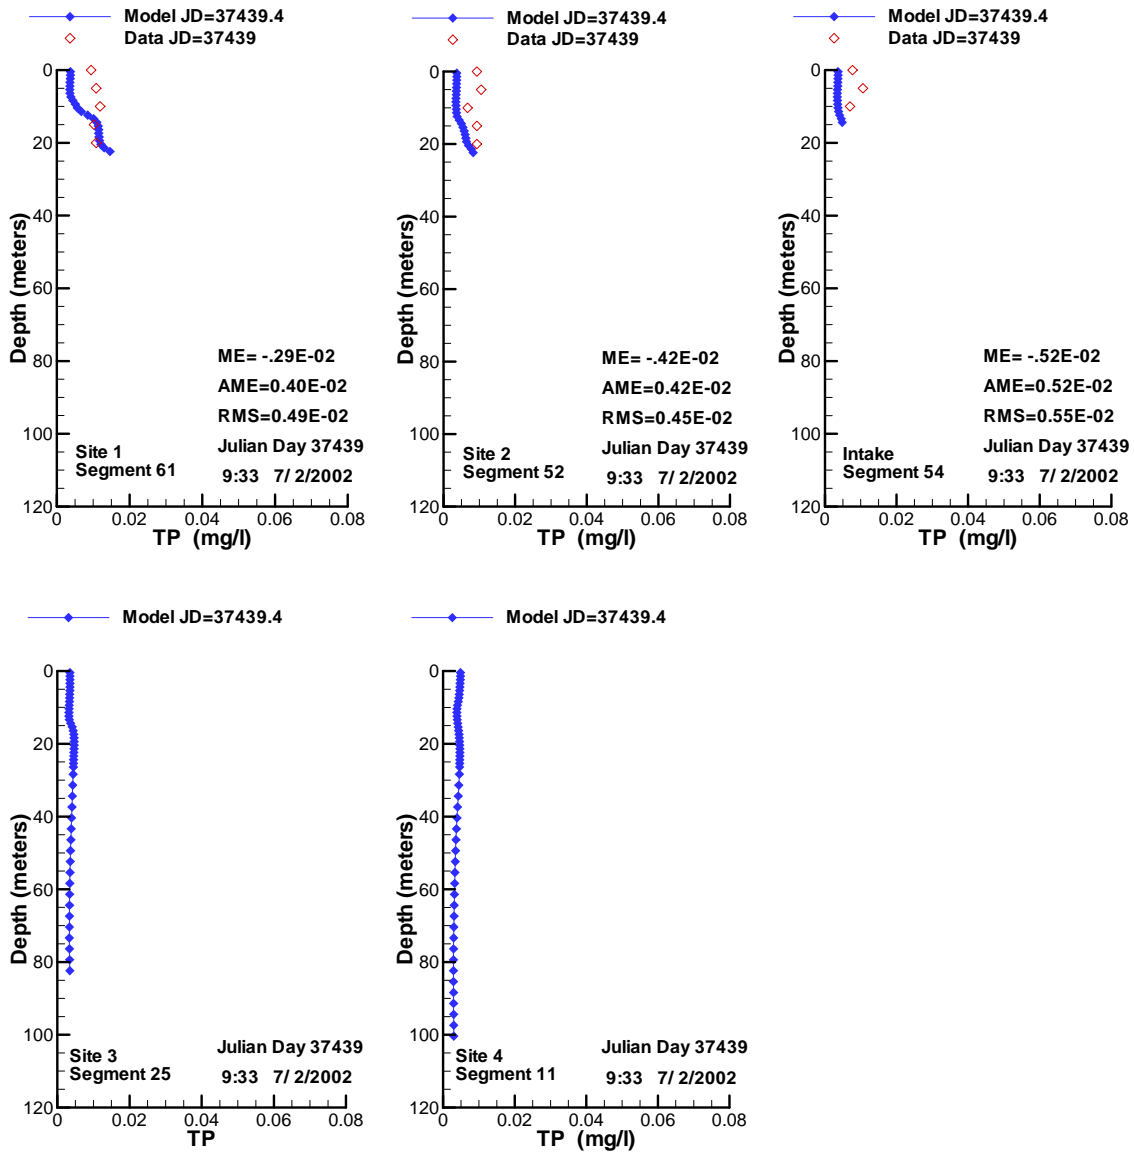 Model JD=37439.4
Data JD=37439
0
20
40
60
80
100
120
Depth (meters)
ME= -.29E-02
AME=0.40E-02
RMS=0.49E-02
Julian Day 37439
9:33 7/ 2/2002
Site 1
Segment 61
0 0.02 0.04 0.06 0.08
TP (mg/l)
Model JD=37439.4
Data JD=37439
0
20
40
60
80
100
120
Depth (meters)
ME= -.42E-02
AME=0.42E-02
RMS=0.45E-02
Julian Day 37439
9:33 7/ 2/2002
Site 2
Segment 52
0 0.02 0.04 0.06 0.08
TP (mg/l)
Model JD=37439.4
Data JD=37439
0
20
40
60
80
100
120
Depth (meters)
ME= -.52E-02
AME=0.52E-02
RMS=0.55E-02
Julian Day 37439
9:33 7/ 2/2002
Intake
Segment 54
0 0.02 0.04 0.06 0.08
TP (mg/l)
Model JD=37439.4
0
20
40
60
80
100
120
Depth (meters)
Julian Day 37439
9:33 7/ 2/2002
Site 3
Segment 25
0 0.02 0.04 0.06 0.08
TP
Model JD=37439.4
0
20
40
60
80
100
120
Depth (meters)
Julian Day 37439
9:33 7/ 2/2002
Site 4
Segment 11
0 0.02 0.04 0.06 0.08
TP (mg/l)